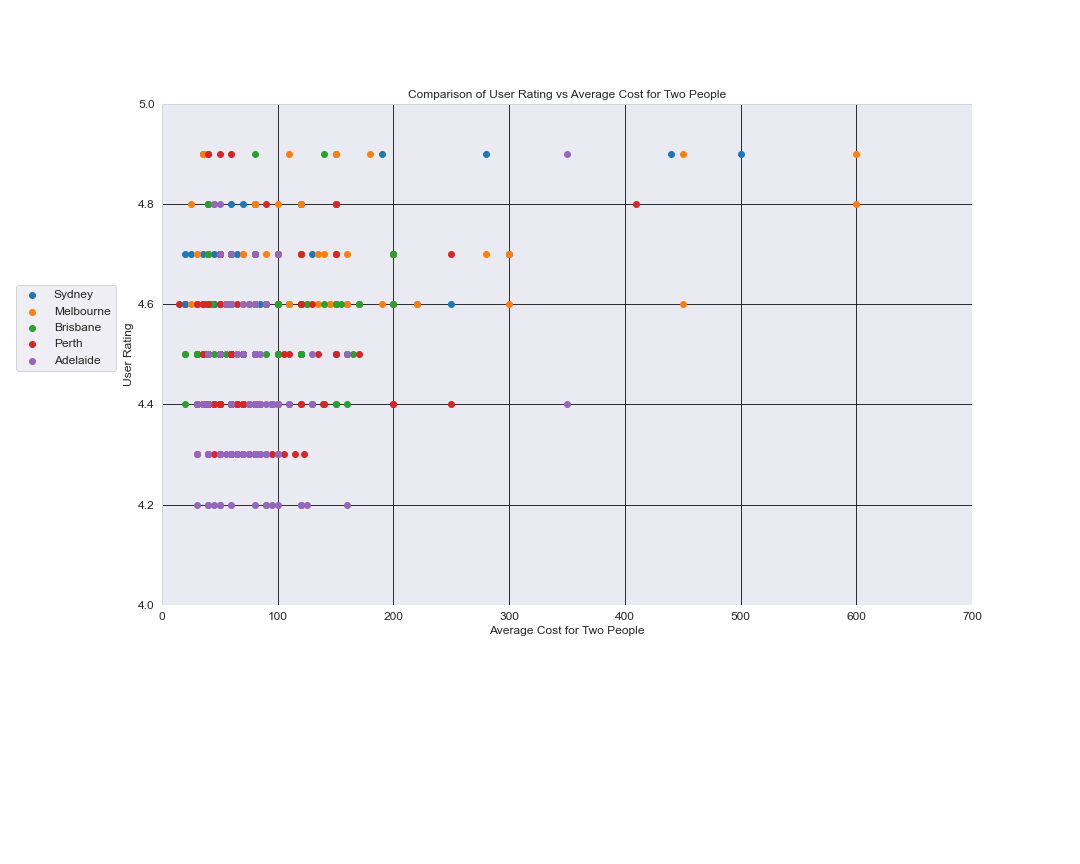 Comparison of User Rating vs Average Cost for Two People
5.0
4.8
4.6
4.4
4.2
4.0
User Rating
Sydney
Melbourne
Brisbane
Perth
Adelaide
0 100 200 300 400 500 600 700
Average Cost for Two People